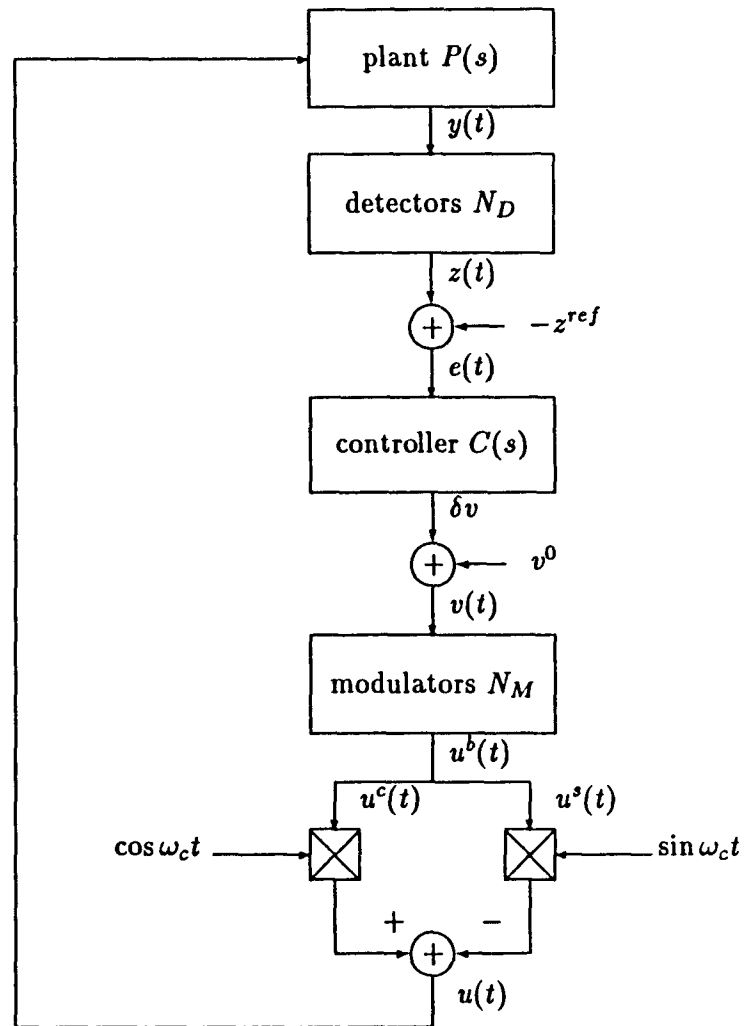 plant P(s)
y(t)
detectors N_D
z(t)
+ −z^{ref}
e(t)
controller C(s)
δv
+ v^0
v(t)
modulators N_M
u^b(t)
u^c(t) u^s(t)
cos ω_c t sin ω_c t
+ −
+
u(t)